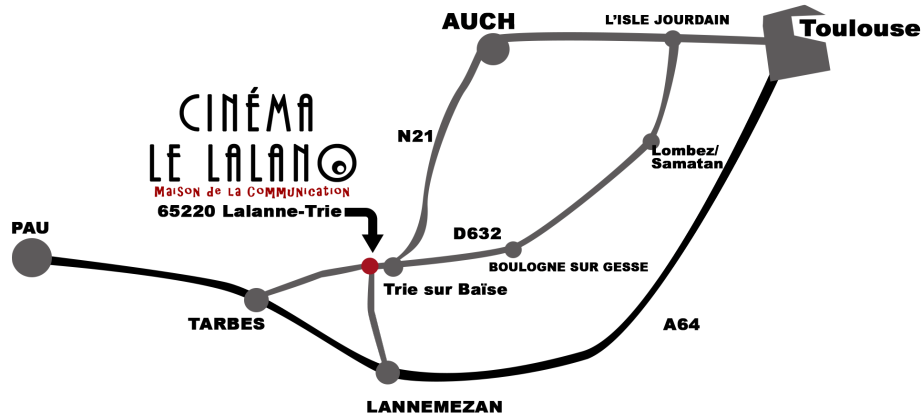 AUCH
L'ISLE JOURDAIN
Toulouse
CINÉMA
LE LALANO
MAISON de LA COMMUNICATION
65220 Lalanne-Trie
N21
Lombez/
Samatan
PAU
D632
BOULOGNE SUR GESSE
Trie sur Baïse
TARBES
A64
LANNEMEZAN